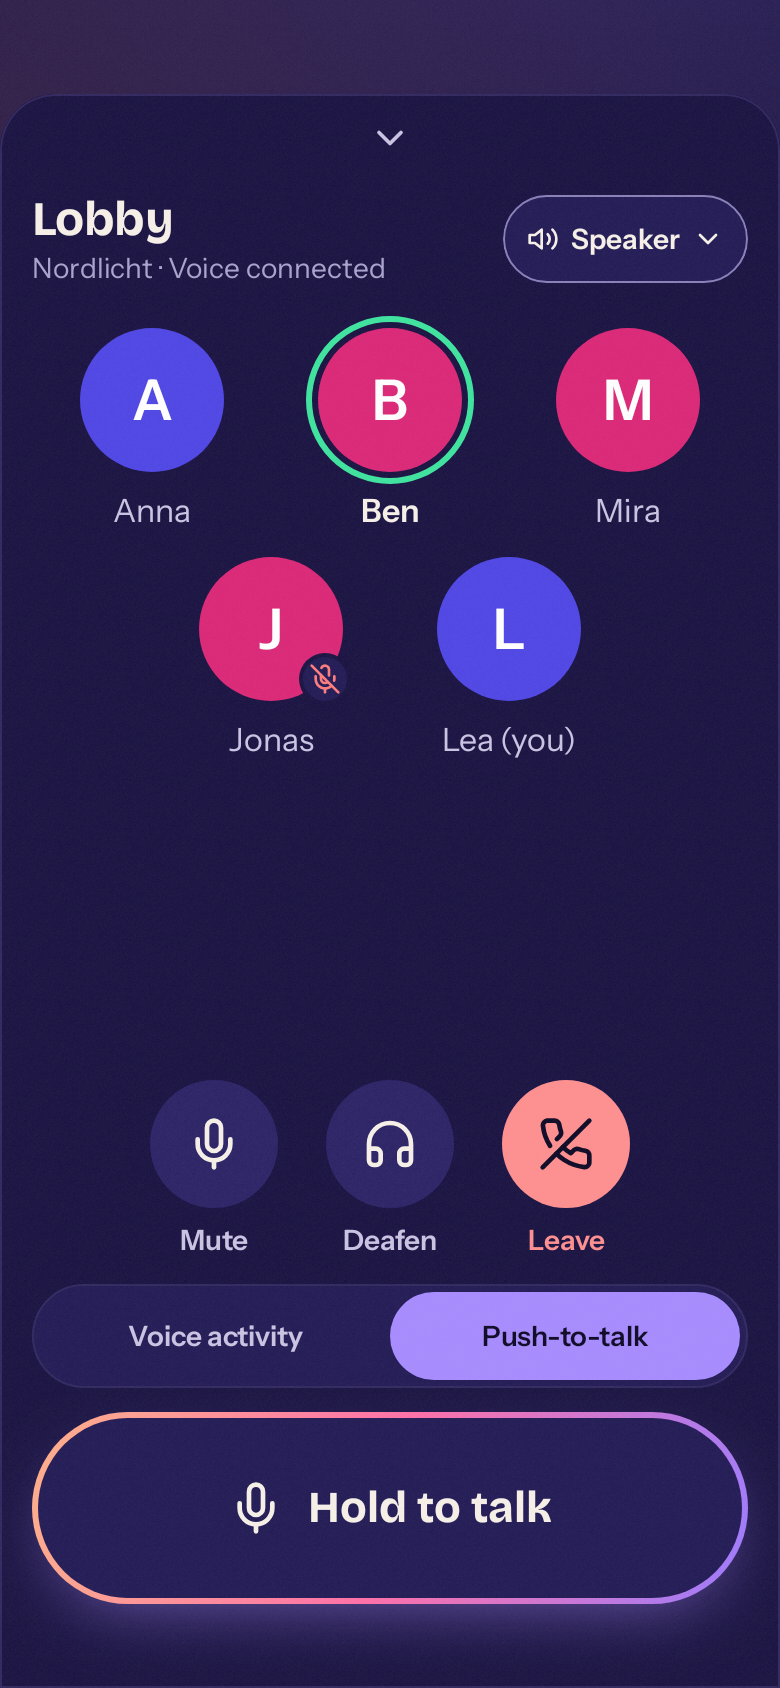 Lobby
Nordlicht · Voice connected
Speaker
A
B
M
Anna
Ben
Mira
J
L
Jonas
Lea (you)
Mute
Deafen
Leave
Voice activity
Push-to-talk
Hold to talk